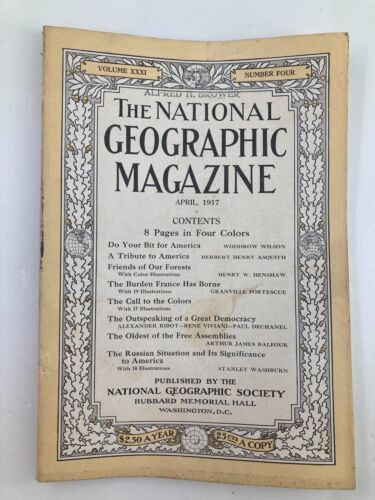 VOLUME XXXI
NUMBER FOUR
ALFRED H. BROWER
THE NATIONAL
GEOGRAPHIC
MAGAZINE
APRIL, 1917
CONTENTS
8 Pages in Four Colors
Do Your Bit for America WOODROW WILSON
A Tribute to America HERBERT HENRY ASQUITH
Friends of Our Forests
With Color Illustrations HENRY W. HENSHAW
The Burden France Has Borne
With 19 Illustrations GRANVILLE FORTESCUE
The Call to the Colors
With 17 Illustrations
The Outspeaking of a Great Democracy
ALEXANDER RIBOT—RENE VIVIANI—PAUL DECHANEL
The Oldest of the Free Assemblies
ARTHUR JAMES BALFOUR
The Russian Situation and Its Significance
to America
With 10 Illustrations STANLEY WASHBURN
PUBLISHED BY THE
NATIONAL GEOGRAPHIC SOCIETY
HUBBARD MEMORIAL HALL
WASHINGTON, D.C.
$2.50 A YEAR
25 CTS A COPY